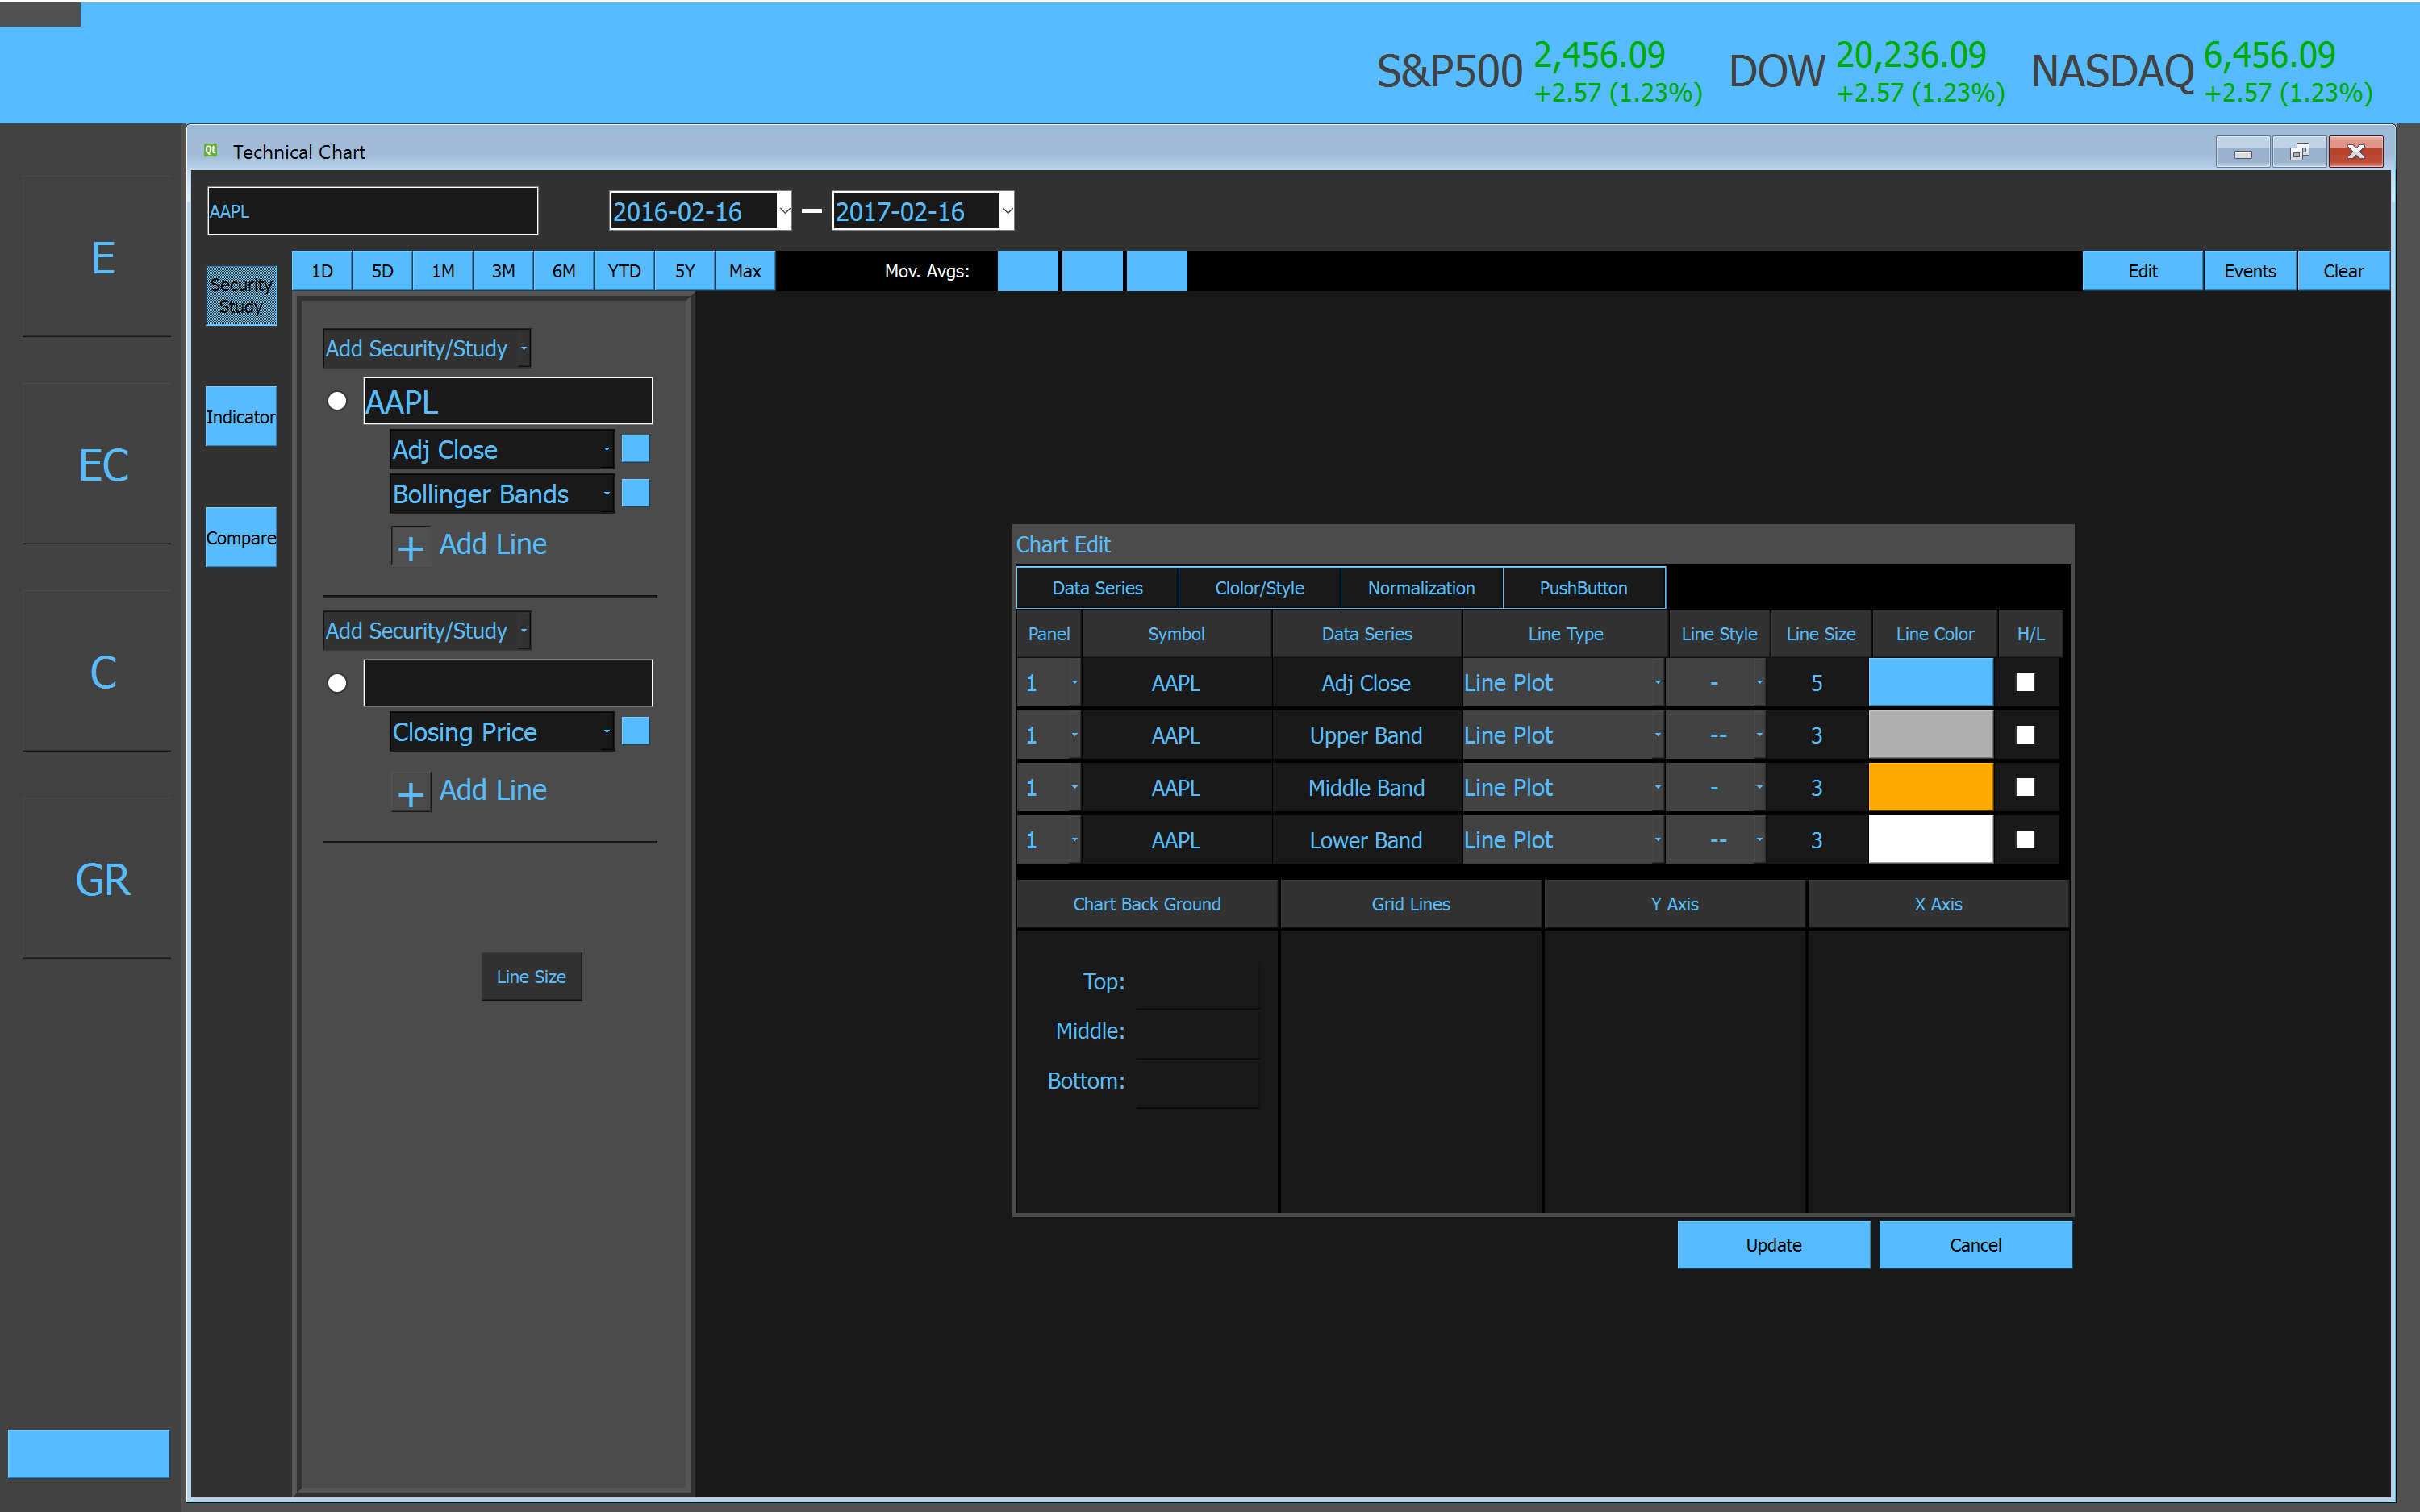 S&P500 2,456.09 +2.57 (1.23%) DOW 20,236.09 +2.57 (1.23%) NASDAQ 6,456.09 +2.57 (1.23%)
Qt Technical Chart
AAPL 2016-02-16 2017-02-16
E
EC
C
GR
Security
Study
Indicator
Compare
1D 5D 1M 3M 6M YTD 5Y Max Mov. Avgs: Edit Events Clear
Add Security/Study
AAPL
Adj Close
Bollinger Bands
+ Add Line
Add Security/Study
Closing Price
+ Add Line
Line Size
Chart Edit
Data Series Clolor/Style Normalization PushButton
Panel Symbol Data Series Line Type Line Style Line Size Line Color H/L
1 AAPL Adj Close Line Plot - 5
1 AAPL Upper Band Line Plot -- 3
1 AAPL Middle Band Line Plot - 3
1 AAPL Lower Band Line Plot -- 3
Chart Back Ground Grid Lines Y Axis X Axis
Top:
Middle:
Bottom:
Update Cancel